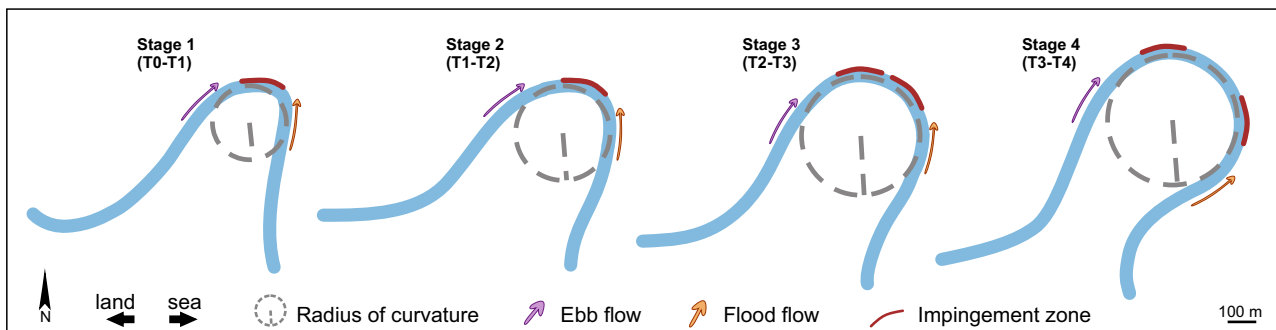 Stage 1
(T0-T1)
Stage 2
(T1-T2)
Stage 3
(T2-T3)
Stage 4
(T3-T4)
N
land sea
Radius of curvature
Ebb flow
Flood flow
Impingement zone
100 m